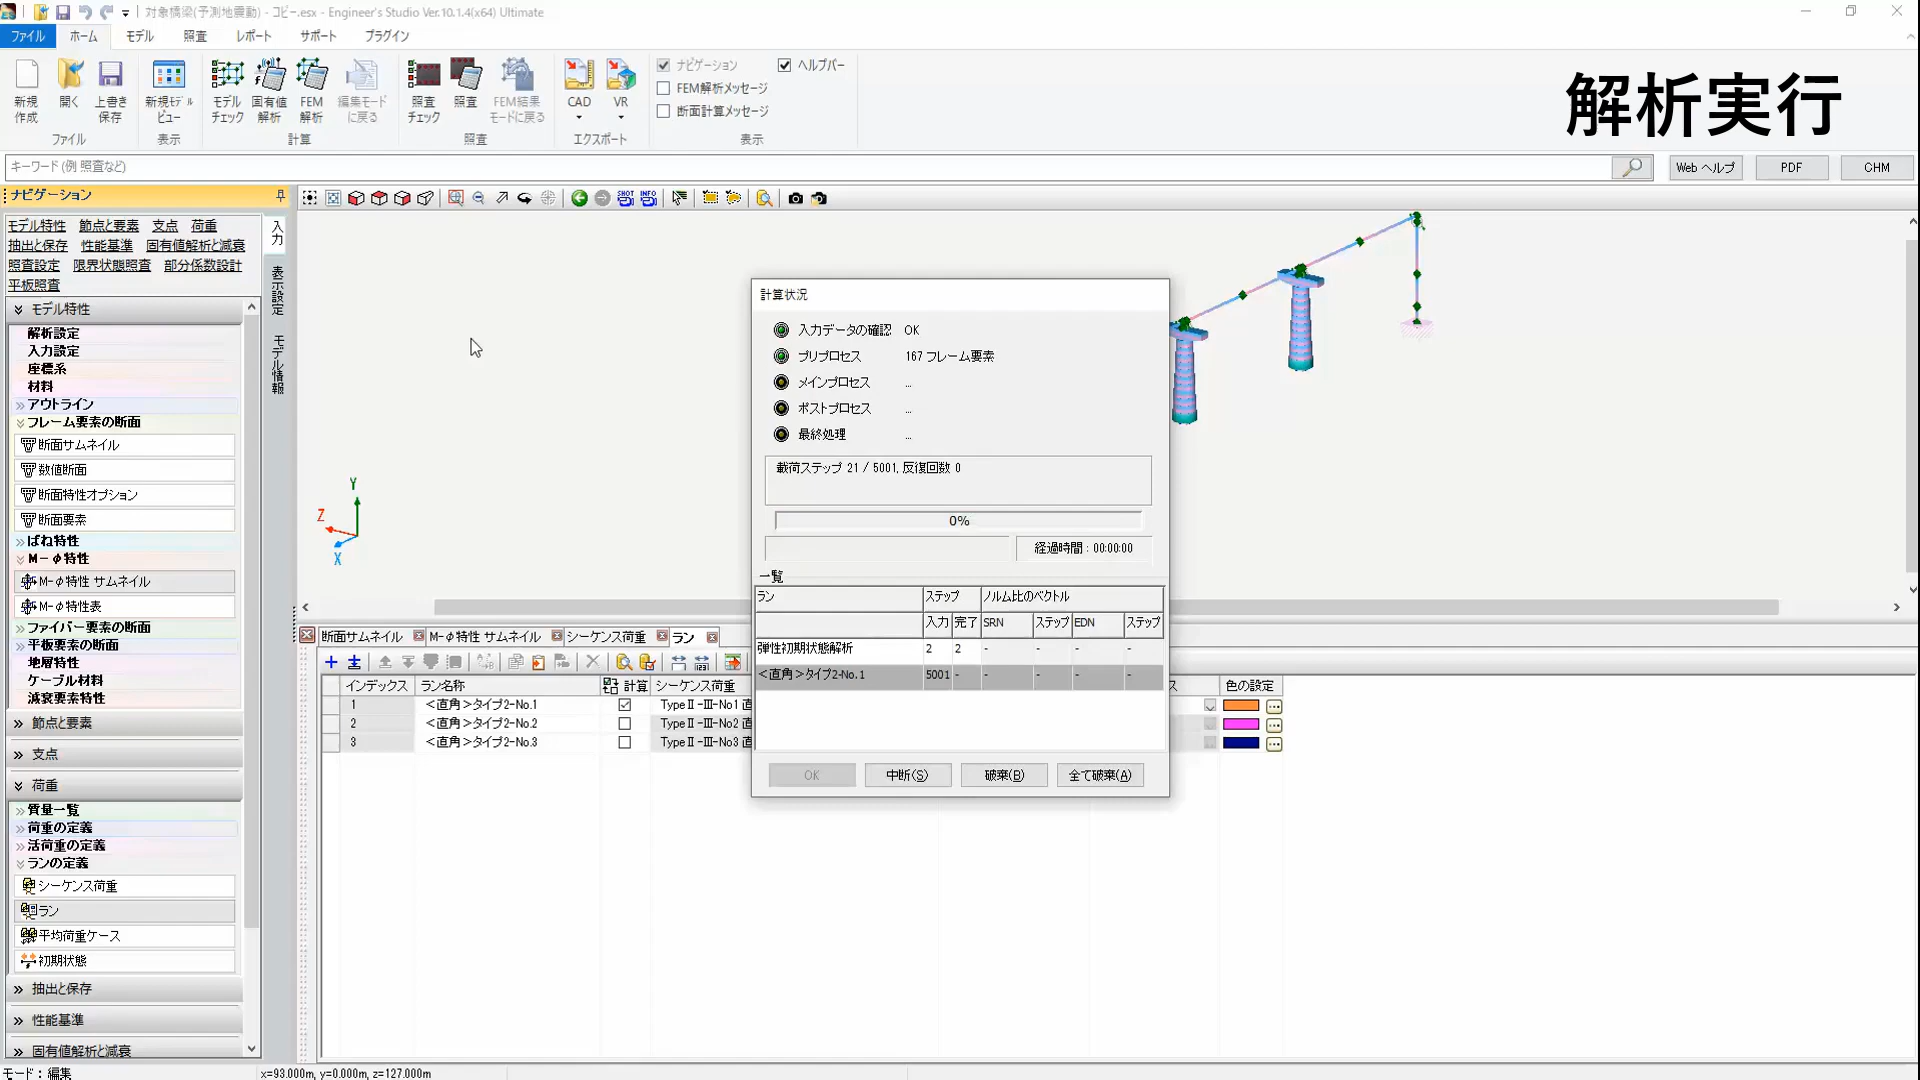 対象橋梁(予測地震動) - コピー.esx - Engineer's Studio Ver.10.1.4(x64) Ultimate
ファイル ホーム モデル 照査 レポート サポート プラグイン
新規作成 開く 上書き保存 新規モデルビュー モデルチェック 固有値解析 FEM解析 編集モードに戻る 照査チェック 照査 FEM結果モードに戻る CAD VR
ナビゲーション ヘルプバー
FEM解析メッセージ
断面計算メッセージ
ファイル 表示 計算 照査 エクスポート 表示
解析実行
キーワード (例 照査など) Web ヘルプ PDF CHM
ナビゲーション
モデル特性 節点と要素 支点 荷重
抽出と保存 性能基準 固有値解析と減衰
照査設定 限界状態照査 部分係数設計
平板照査
入力
表示設定
モデル情報
モデル特性
解析設定
入力設定
座標系
材料
アウトライン
フレーム要素の断面
断面サムネイル
数値断面
断面特性オプション
断面要素
ばね特性
M－φ特性
M-φ特性 サムネイル
M-φ特性表
ファイバー要素の断面
平板要素の断面
地層特性
ケーブル材料
減衰要素特性
節点と要素
支点
荷重
質量一覧
荷重の定義
活荷重の定義
ランの定義
シーケンス荷重
ラン
平均荷重ケース
初期状態
抽出と保存
性能基準
固有値解析と減衰
SHOT INFO
Y
Z
X
断面サムネイル M-φ特性 サムネイル シーケンス荷重 ラン
インデックス ラン名称 計算 シーケンス荷重 色の設定
1 <直角>タイプ2-No.1 TypeⅡ-Ⅲ-No1 直
2 <直角>タイプ2-No.2 TypeⅡ-Ⅲ-No2 直
3 <直角>タイプ2-No.3 TypeⅡ-Ⅲ-No3 直
計算状況
入力データの確認 OK
プリプロセス 167 フレーム要素
メインプロセス ...
ポストプロセス ...
最終処理 ...
載荷ステップ 21 / 5001, 反復回数 0
0%
経過時間 : 00:00:00
一覧
ラン ステップ ノルム比のベクトル
入力 完了 SRN ステップ EDN ステップ
弾性初期状態解析 2 2 - - - -
<直角>タイプ2-No.1 5001 - - - - -
OK 中断(S) 破棄(B) 全て破棄(A)
モード : 編集 x=93.000m, y=0.000m, z=127.000m